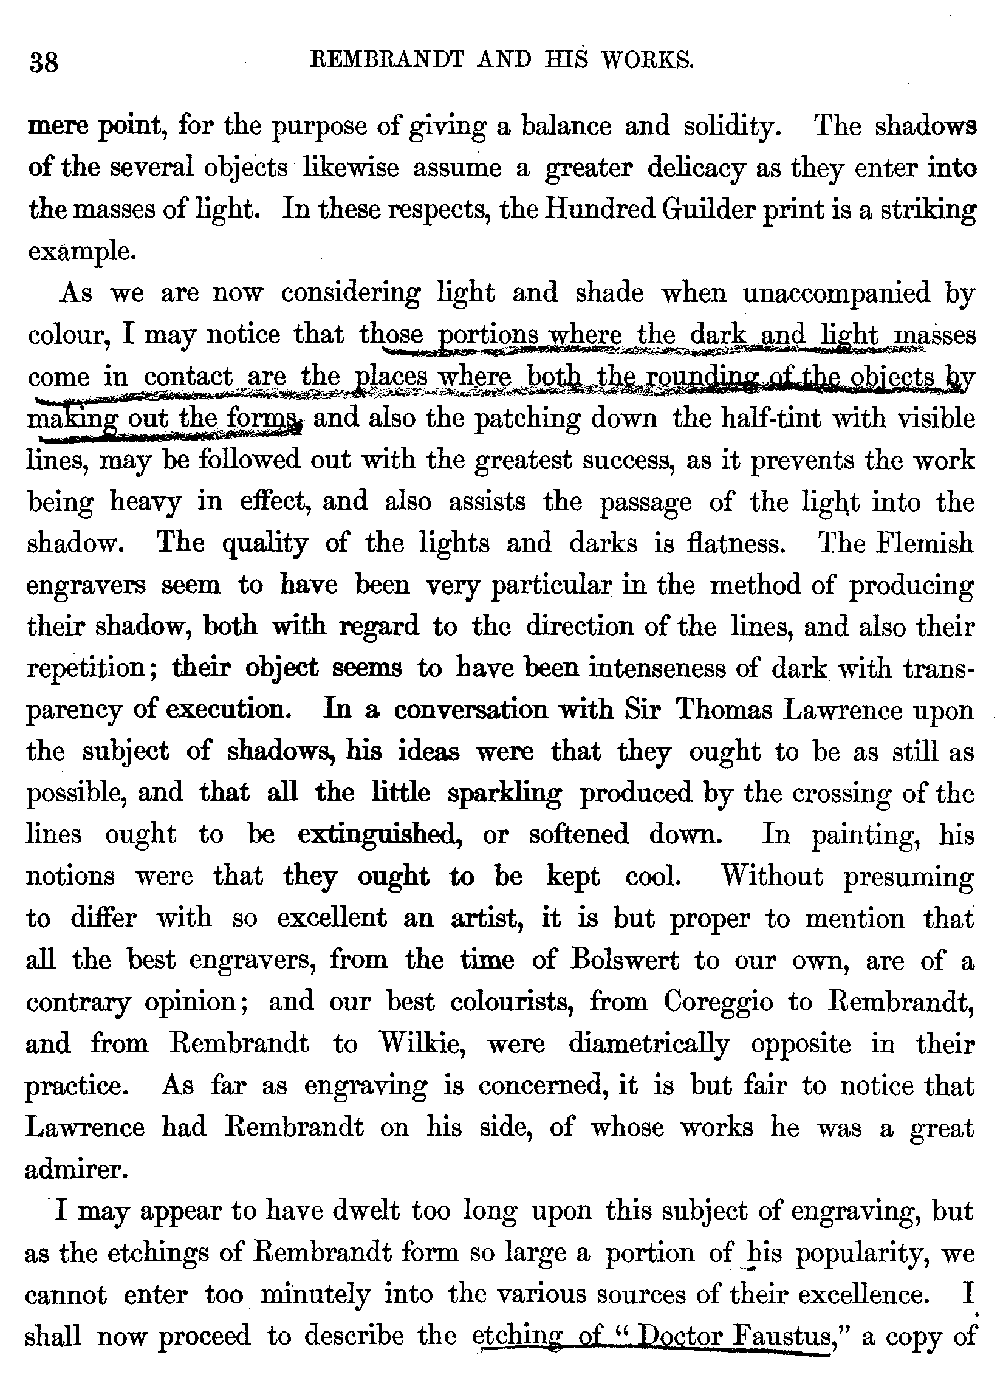 38 REMBRANDT AND HIS WORKS.
mere point, for the purpose of giving a balance and solidity. The shadows
of the several objects likewise assume a greater delicacy as they enter into
the masses of light. In these respects, the Hundred Guilder print is a striking
example.
As we are now considering light and shade when unaccompanied by
colour, I may notice that those portions where the dark and light masses
come in contact are the places where both the rounding of the objects by
making out the forms, and also the patching down the half-tint with visible
lines, may be followed out with the greatest success, as it prevents the work
being heavy in effect, and also assists the passage of the light into the
shadow. The quality of the lights and darks is flatness. The Flemish
engravers seem to have been very particular in the method of producing
their shadow, both with regard to the direction of the lines, and also their
repetition; their object seems to have been intenseness of dark with trans-
parency of execution. In a conversation with Sir Thomas Lawrence upon
the subject of shadows, his ideas were that they ought to be as still as
possible, and that all the little sparkling produced by the crossing of the
lines ought to be extinguished, or softened down. In painting, his
notions were that they ought to be kept cool. Without presuming
to differ with so excellent an artist, it is but proper to mention that
all the best engravers, from the time of Bolswert to our own, are of a
contrary opinion; and our best colourists, from Coreggio to Rembrandt,
and from Rembrandt to Wilkie, were diametrically opposite in their
practice. As far as engraving is concerned, it is but fair to notice that
Lawrence had Rembrandt on his side, of whose works he was a great
admirer.
I may appear to have dwelt too long upon this subject of engraving, but
as the etchings of Rembrandt form so large a portion of his popularity, we
cannot enter too minutely into the various sources of their excellence. I
shall now proceed to describe the etching of "Doctor Faustus," a copy of